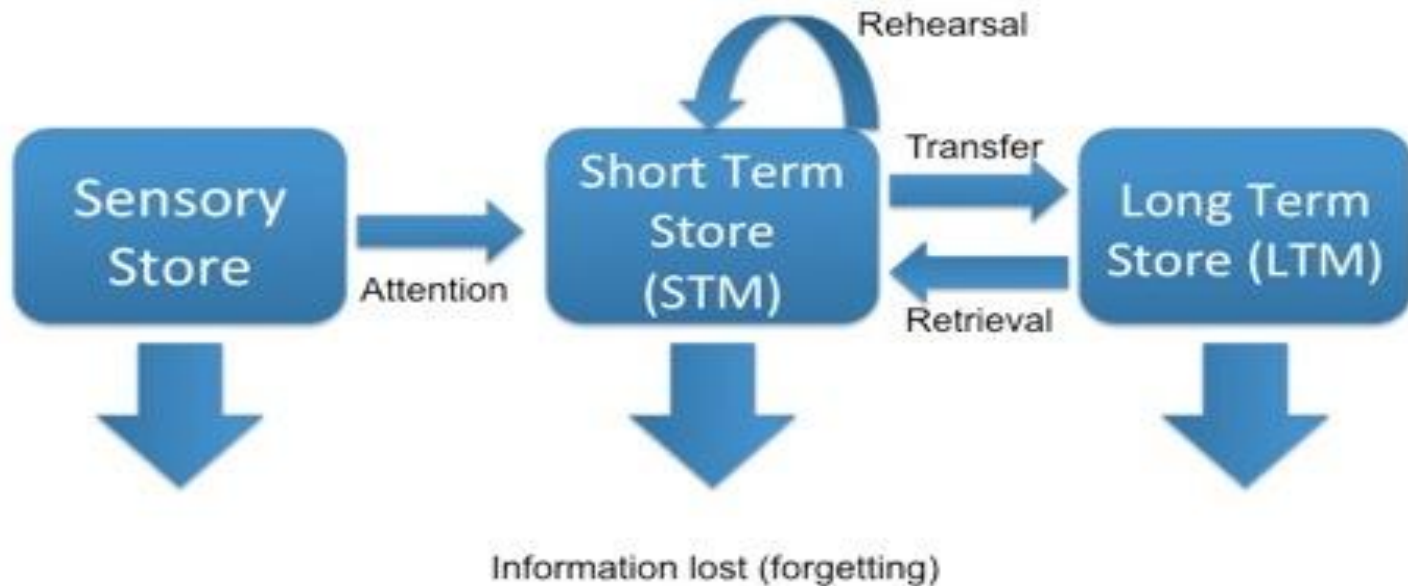 Rehearsal
Sensory
Store
Attention
Short Term
Store
(STM)
Transfer
Retrieval
Long Term
Store (LTM)
Information lost (forgetting)